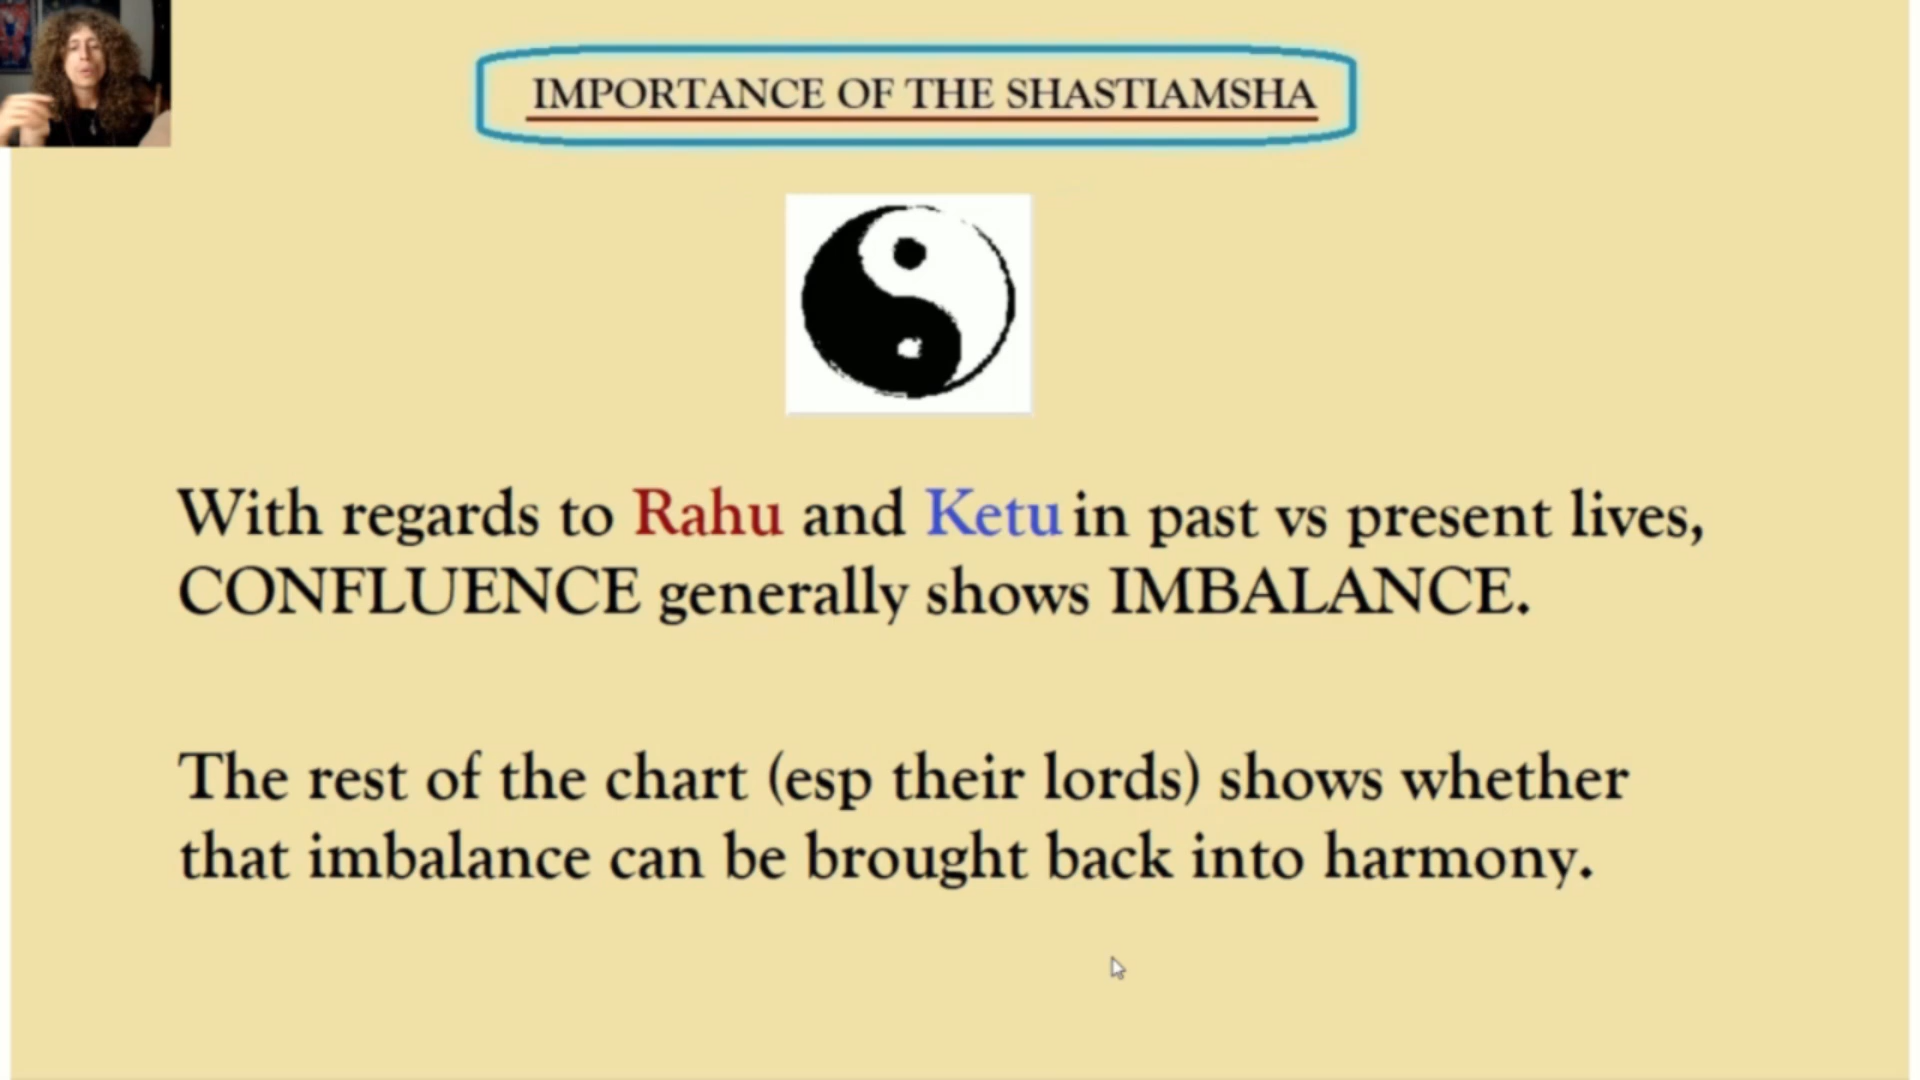 IMPORTANCE OF THE SHASTIAMSHA
With regards to Rahu and Ketu in past vs present lives,
CONFLUENCE generally shows IMBALANCE.
The rest of the chart (esp their lords) shows whether
that imbalance can be brought back into harmony.